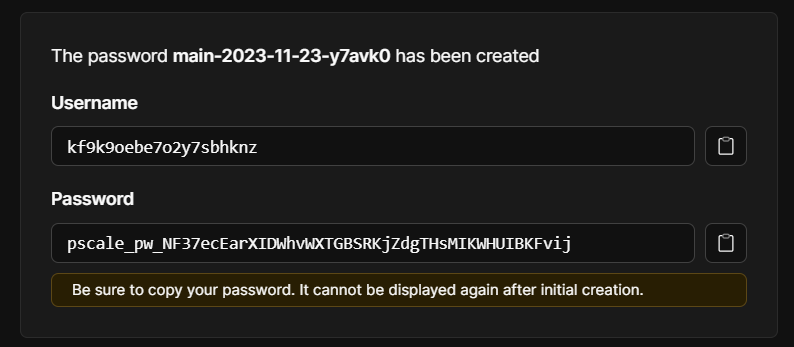 The password main-2023-11-23-y7avk0 has been created
Username
kf9k9oebe7o2y7sbhknz
Password
pscale_pw_NF37ecEarXIDWhvWXTGBSRKjZdgTHsMIKWHUIBKFvij
Be sure to copy your password. It cannot be displayed again after initial creation.